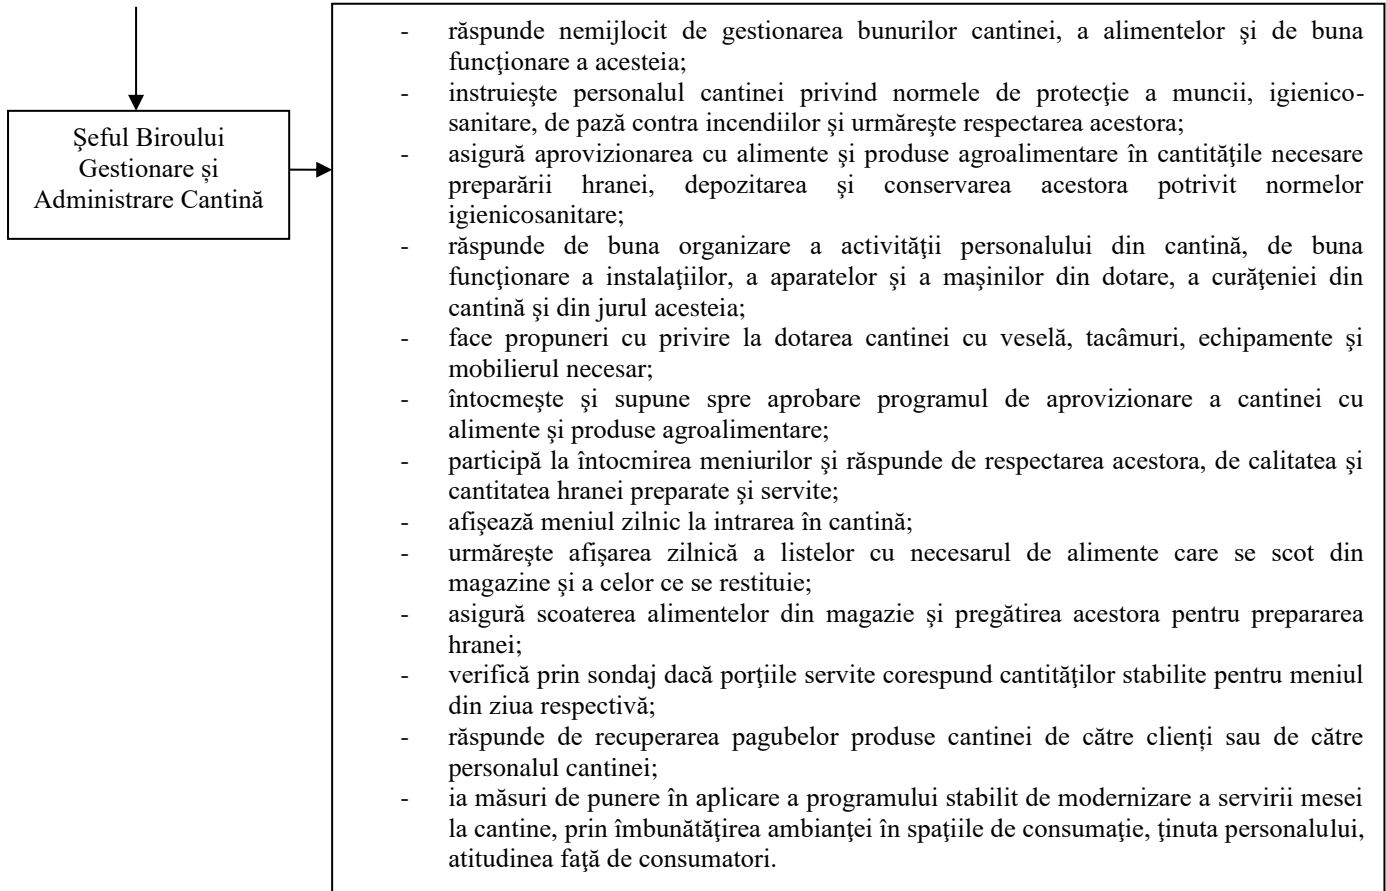 Şeful Biroului
Gestionare și
Administrare Cantină
- răspunde nemijlocit de gestionarea bunurilor cantinei, a alimentelor şi de buna
funcţionare a acesteia;
- instruieşte personalul cantinei privind normele de protecţie a muncii, igienico-
sanitare, de pază contra incendiilor şi urmăreşte respectarea acestora;
- asigură aprovizionarea cu alimente şi produse agroalimentare în cantităţile necesare
preparării hranei, depozitarea şi conservarea acestora potrivit normelor
igienicosanitare;
- răspunde de buna organizare a activităţii personalului din cantină, de buna
funcţionare a instalaţiilor, a aparatelor şi a maşinilor din dotare, a curăţeniei din
cantină şi din jurul acesteia;
- face propuneri cu privire la dotarea cantinei cu veselă, tacâmuri, echipamente şi
mobilierul necesar;
- întocmeşte şi supune spre aprobare programul de aprovizionare a cantinei cu
alimente şi produse agroalimentare;
- participă la întocmirea meniurilor şi răspunde de respectarea acestora, de calitatea şi
cantitatea hranei preparate şi servite;
- afişează meniul zilnic la intrarea în cantină;
- urmăreşte afişarea zilnică a listelor cu necesarul de alimente care se scot din
magazine şi a celor ce se restituie;
- asigură scoaterea alimentelor din magazie şi pregătirea acestora pentru prepararea
hranei;
- verifică prin sondaj dacă porţiile servite corespund cantităţilor stabilite pentru meniul
din ziua respectivă;
- răspunde de recuperarea pagubelor produse cantinei de către clienți sau de către
personalul cantinei;
- ia măsuri de punere în aplicare a programului stabilit de modernizare a servirii mesei
la cantine, prin îmbunătăţirea ambianţei în spaţiile de consumaţie, ţinuta personalului,
atitudinea faţă de consumatori.